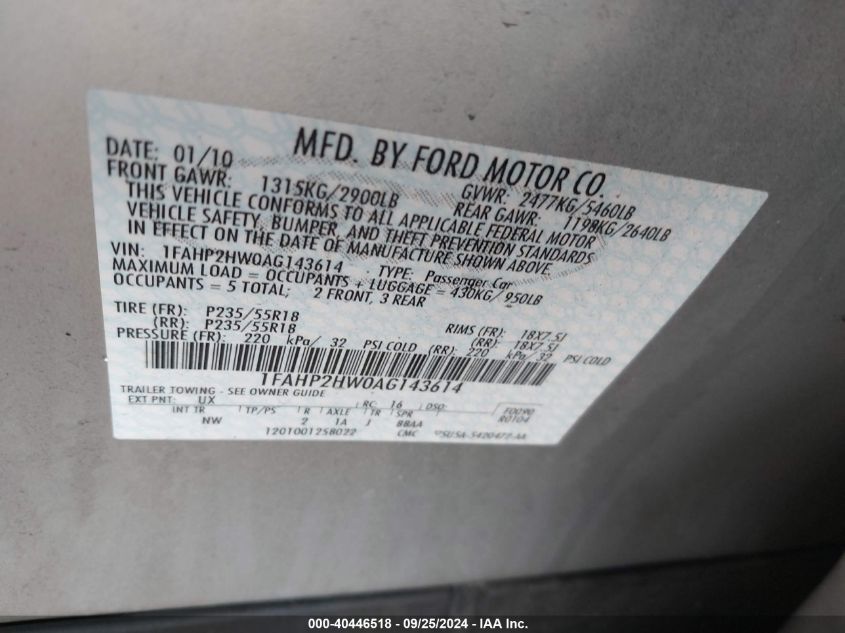 MFD. BY FORD MOTOR CO.
DATE: 01/10
GVWR: 2477KG/5460LB
FRONT GAWR: 1315KG/2900LB
REAR GAWR: 1198KG/2640LB
THIS VEHICLE CONFORMS TO ALL APPLICABLE FEDERAL MOTOR
VEHICLE SAFETY, BUMPER, AND THEFT PREVENTION STANDARDS
IN EFFECT ON THE DATE OF MANUFACTURE SHOWN ABOVE
VIN: 1FAHP2HW0AG143614 TYPE: Passenger Car
MAXIMUM LOAD = OCCUPANTS + LUGGAGE = 430KG/950LB
OCCUPANTS = 5 TOTAL; 2 FRONT, 3 REAR
TIRE (FR): P235/55R18 RIMS (FR): 18X7.5J
(RR): P235/55R18 (RR): 18X7.5J
PRESSURE (FR): 220 kPa/ 32 PSI COLD (RR): 220 kPa/32 PSI COLD
1FAHP2HW0AG143614
TRAILER TOWING - SEE OWNER GUIDE
EXT PNT: UX RC: 16 DSO: F0090
INT TR TP/PS R AXLE TR SPR R0104
NW 2 1A J BBAA
CMC
000-40446518 / 09/25/2024 - IAA Inc.